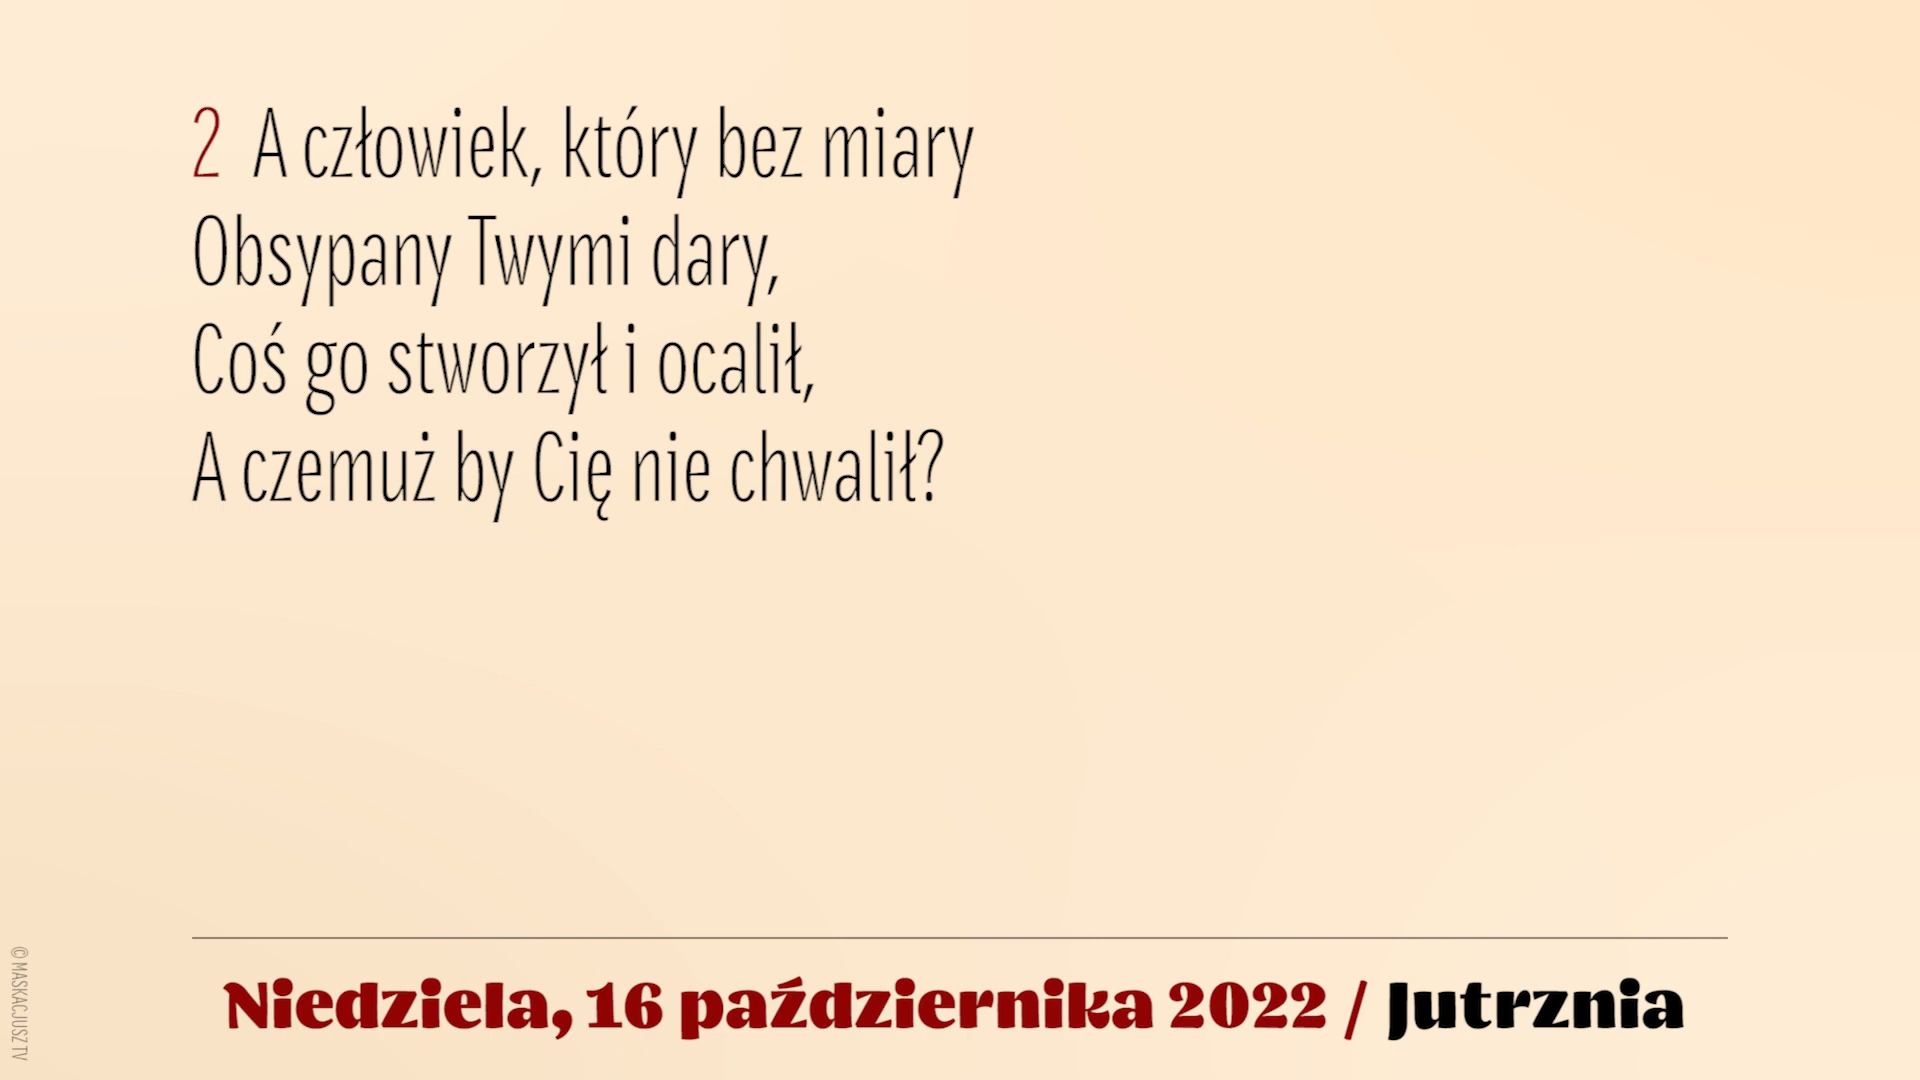 2 A człowiek, który bez miary
Obsypany Twymi dary,
Coś go stworzył i ocalił,
A czemuż by Cię nie chwalił?
Niedziela, 16 października 2022 / Jutrznia
© MASKACJUSZ TV